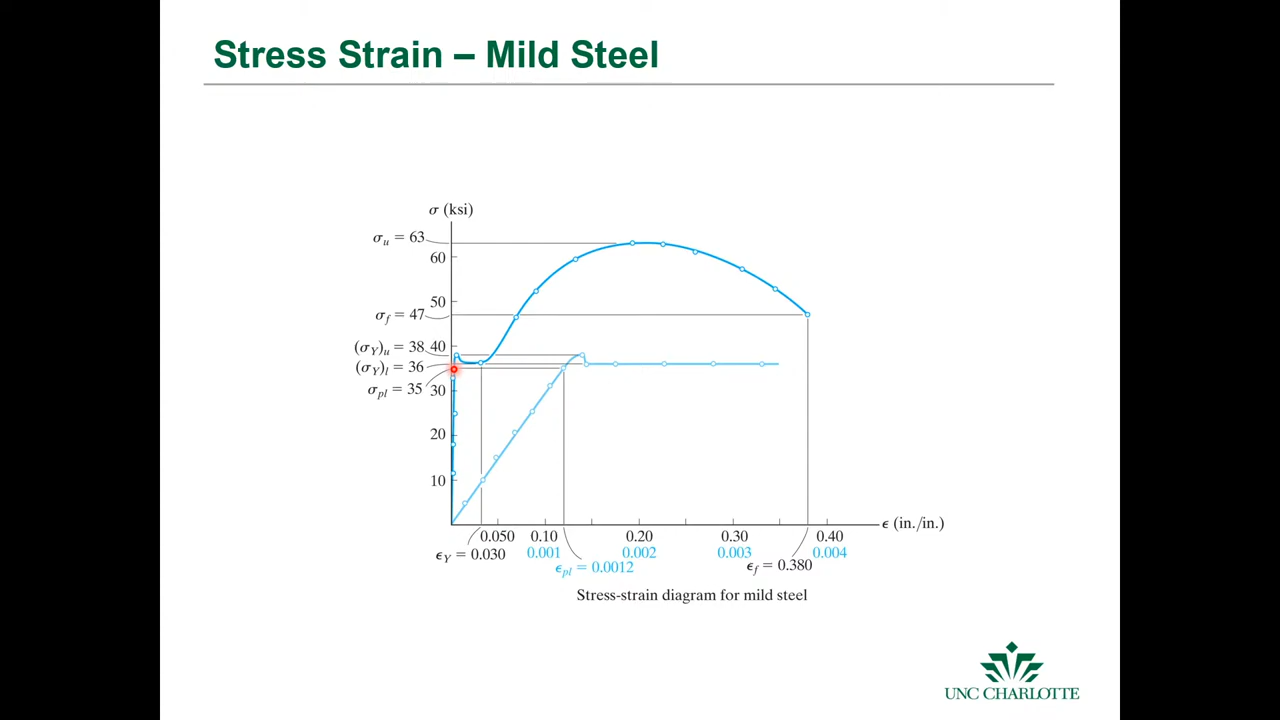 Stress Strain – Mild Steel
σ (ksi)
σu = 63
60
50
σf = 47
(σY)u = 38
40
(σY)l = 36
σpl = 35
30
20
10
ϵ (in./in.)
0.050 0.10 0.20 0.30 0.40
ϵY = 0.030 0.001 0.002 0.003 0.004
ϵpl = 0.0012 ϵf = 0.380
Stress-strain diagram for mild steel
UNC CHARLOTTE